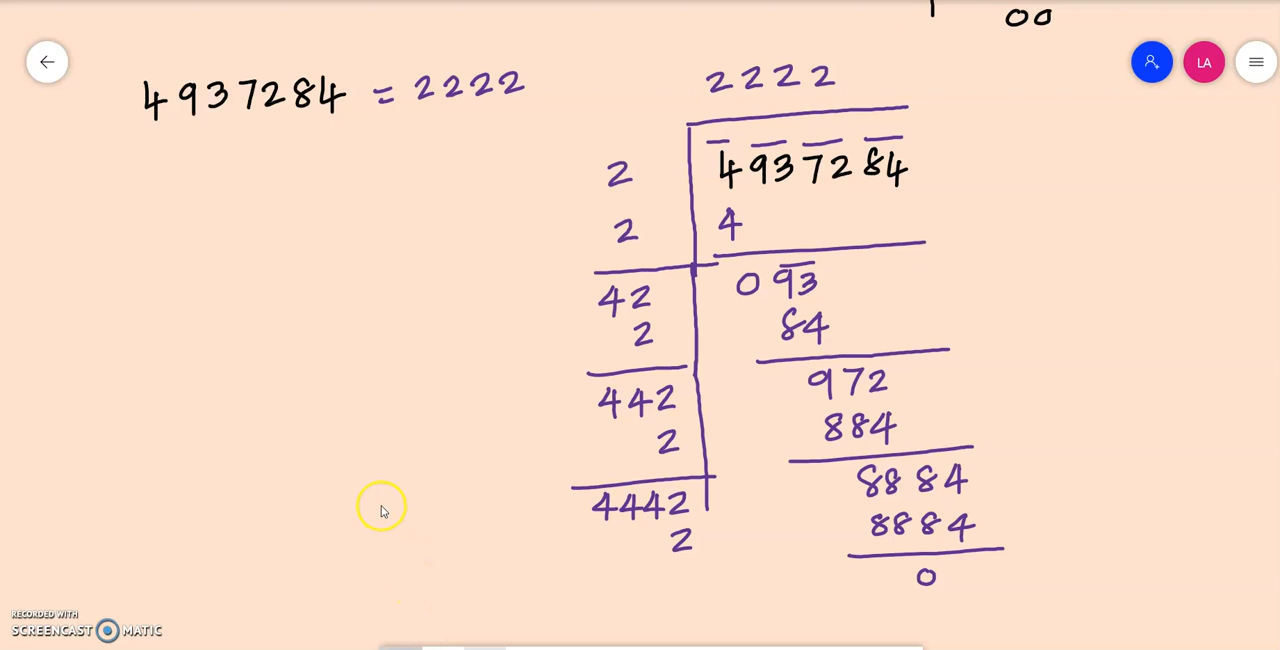 00
LA
4937284 = 2222
2222
2 4937284
2 4
42 093
2 84
442 972
2 884
4442 8884
2 8884
0
RECORDED WITH
SCREENCAST MATIC